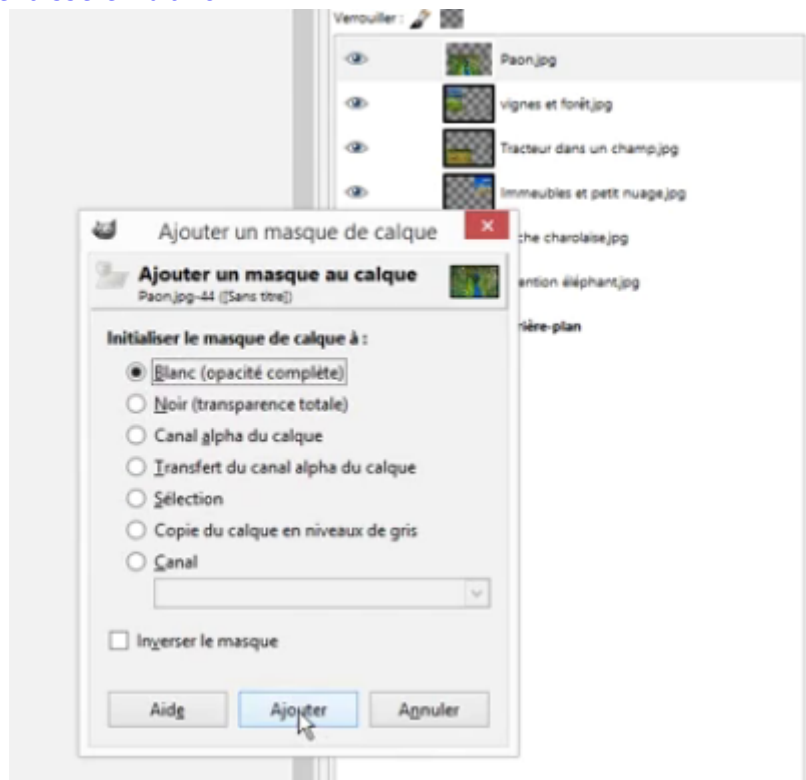 Verrouiller :
Paon.jpg
vignes et forêt.jpg
Tracteur dans un champ.jpg
Immeubles et petit nuage.jpg
che charolaise.jpg
ention éléphant.jpg
rière-plan
Ajouter un masque de calque
Ajouter un masque au calque
Paon.jpg-44 ([Sans titre])
Initialiser le masque de calque à :
Blanc (opacité complète)
Noir (transparence totale)
Canal alpha du calque
Transfert du canal alpha du calque
Sélection
Copie du calque en niveaux de gris
Canal
Inverser le masque
Aide
Ajouter
Annuler